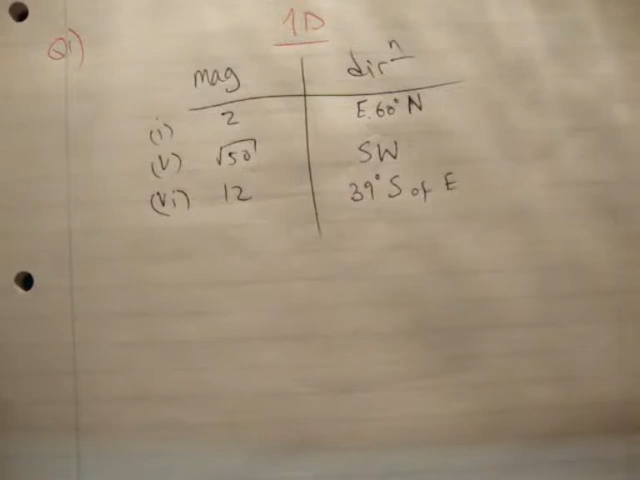 1D
Q1)
mag dirⁿ
(i) 2 E.60°N
(v) √50 SW
(vi) 12 39°S of E